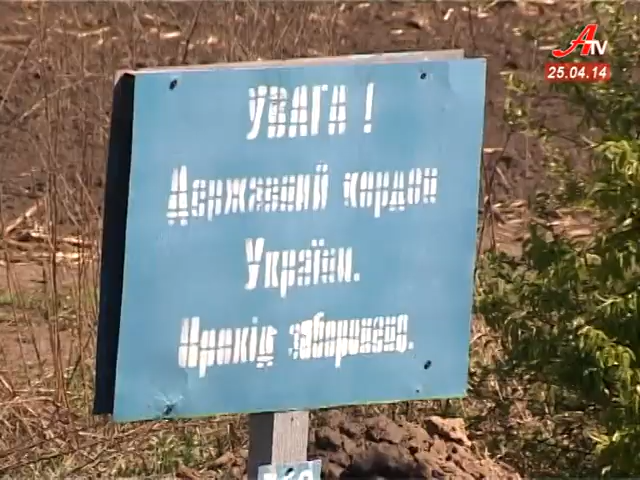 ATV
25.04.14
УВАГА !
Державний кордон
України.
Прохід заборонено.